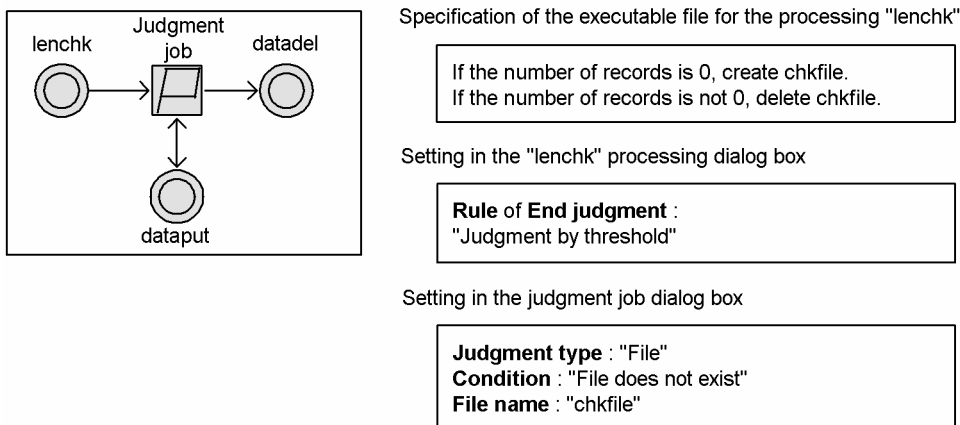 lenchk
Judgment
job
datadel
dataput
Specification of the executable file for the processing "lenchk"
If the number of records is 0, create chkfile.
If the number of records is not 0, delete chkfile.
Setting in the "lenchk" processing dialog box
Rule of End judgment :
"Judgment by threshold"
Setting in the judgment job dialog box
Judgment type : "File"
Condition : "File does not exist"
File name : "chkfile"